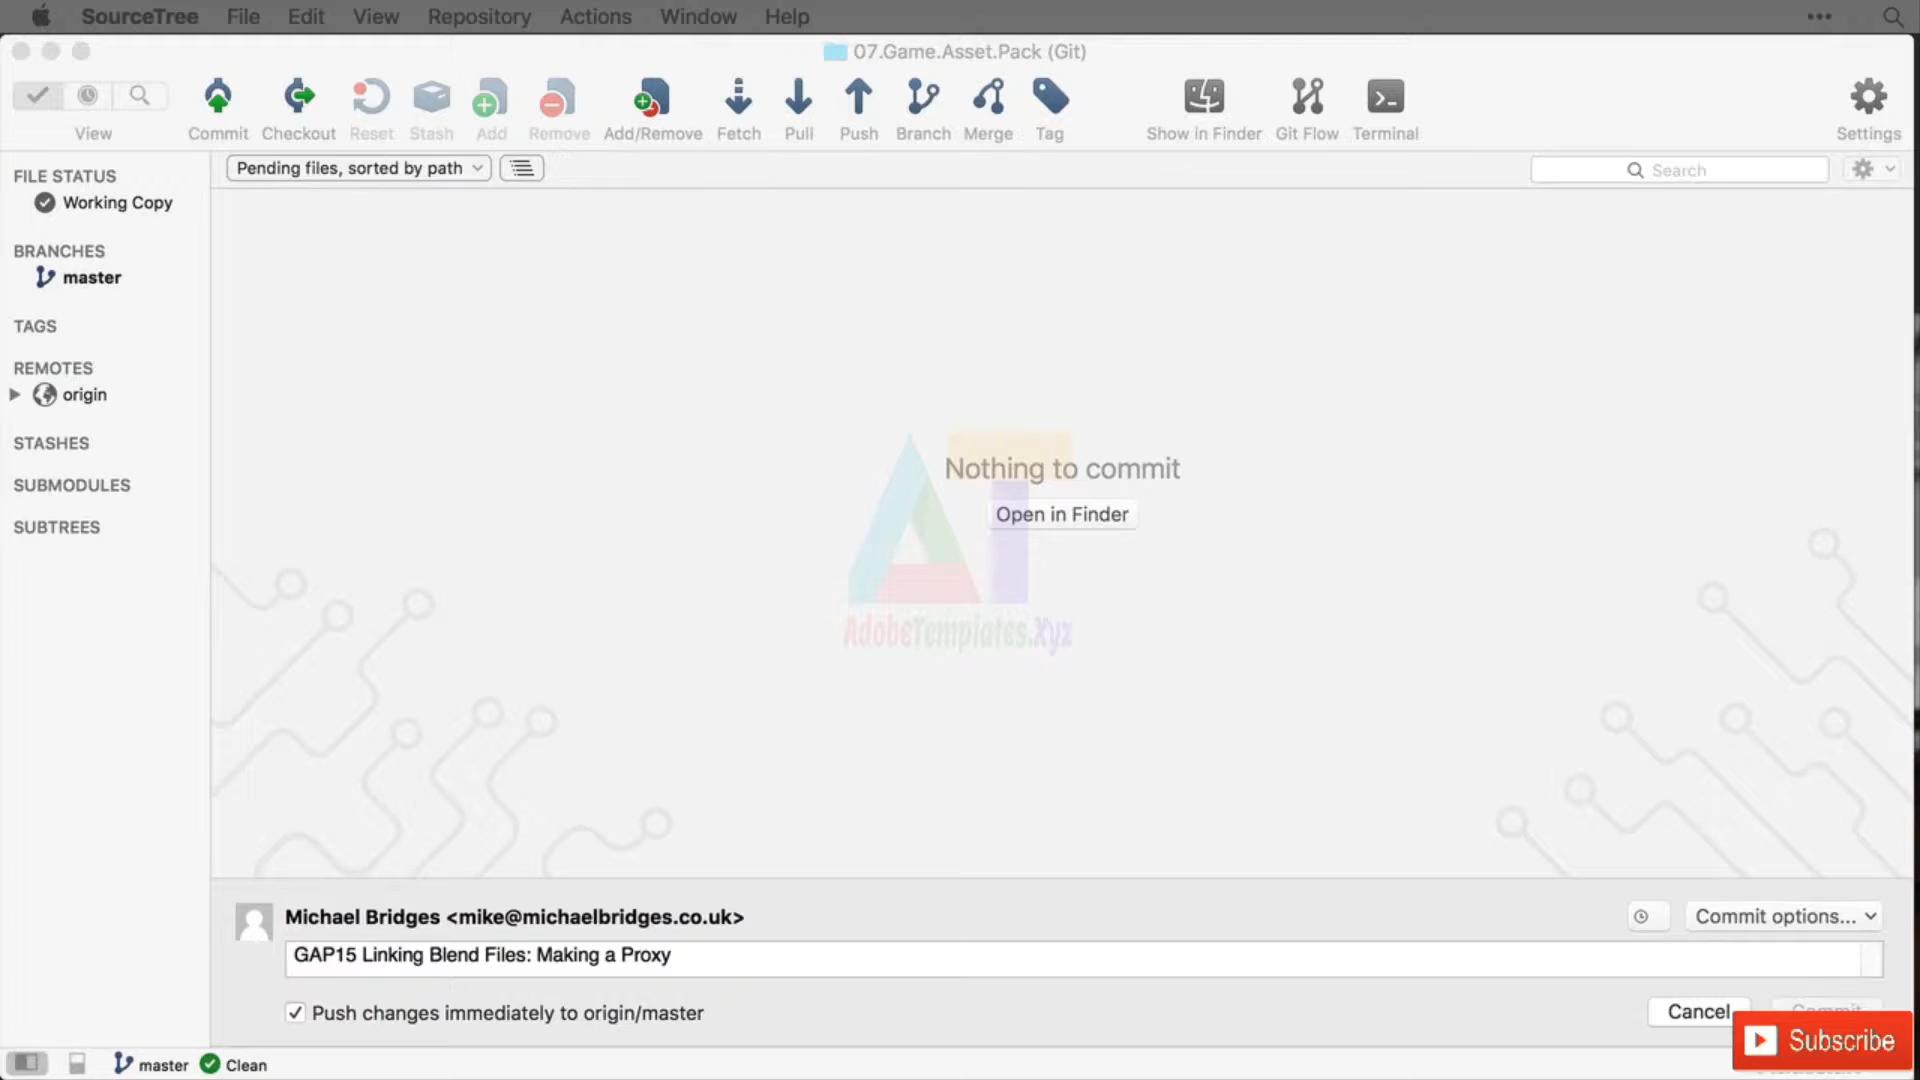 SourceTree File Edit View Repository Actions Window Help
07.Game.Asset.Pack (Git)
View Commit Checkout Reset Stash Add Remove Add/Remove Fetch Pull Push Branch Merge Tag Show in Finder Git Flow Terminal Settings
Pending files, sorted by path
Search
FILE STATUS
Working Copy
BRANCHES
master
TAGS
REMOTES
origin
STASHES
SUBMODULES
SUBTREES
Nothing to commit
Open in Finder
AdobeTemplates.Xyz
Michael Bridges <mike@michaelbridges.co.uk>
Commit options...
GAP15 Linking Blend Files: Making a Proxy
Push changes immediately to origin/master
Cancel
Commit
Subscribe
master Clean